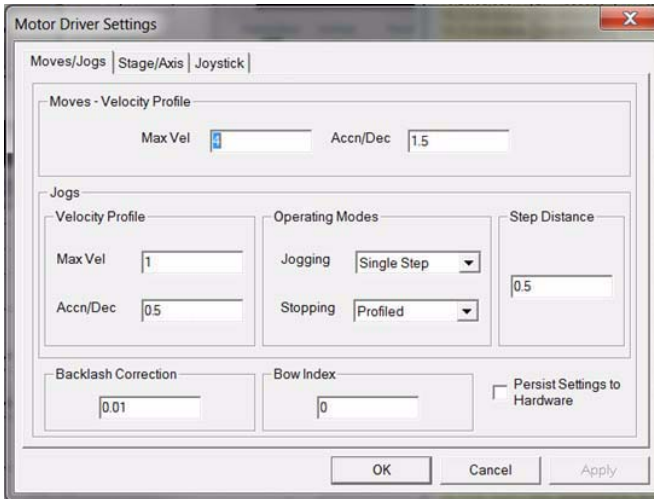 Motor Driver Settings
Moves/Jogs Stage/Axis Joystick
Moves - Velocity Profile
Max Vel 4 Accn/Dec 1.5
Jogs
Velocity Profile
Max Vel 1
Accn/Dec 0.5
Operating Modes
Jogging Single Step
Stopping Profiled
Step Distance
0.5
Backlash Correction
0.01
Bow Index
0
Persist Settings to
Hardware
OK Cancel Apply